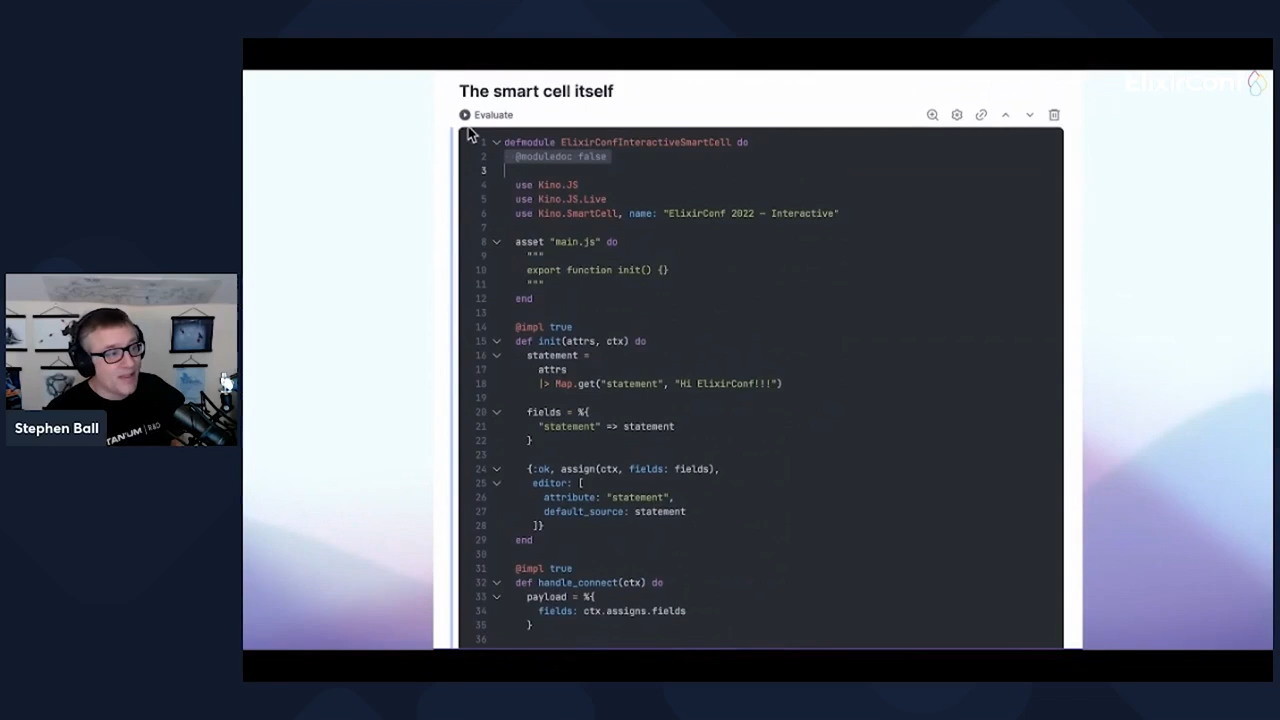 ElixirConf
The smart cell itself
Evaluate
1 defmodule ElixirConfInteractiveSmartCell do
2 @moduledoc false
3
4 use Kino.JS
5 use Kino.JS.Live
6 use Kino.SmartCell, name: "ElixirConf 2022 – Interactive"
7
8 asset "main.js" do
9 """
10 export function init() {}
11 """
12 end
13
14 @impl true
15 def init(attrs, ctx) do
16 statement =
17 attrs
18 |> Map.get("statement", "Hi ElixirConf!!!")
19
20 fields = %{
21 "statement" => statement
22 }
23
24 {:ok, assign(ctx, fields: fields),
25 editor: [
26 attribute: "statement",
27 default_source: statement
28 ]}
29 end
30
31 @impl true
32 def handle_connect(ctx) do
33 payload = %{
34 fields: ctx.assigns.fields
35 }
36
Stephen Ball